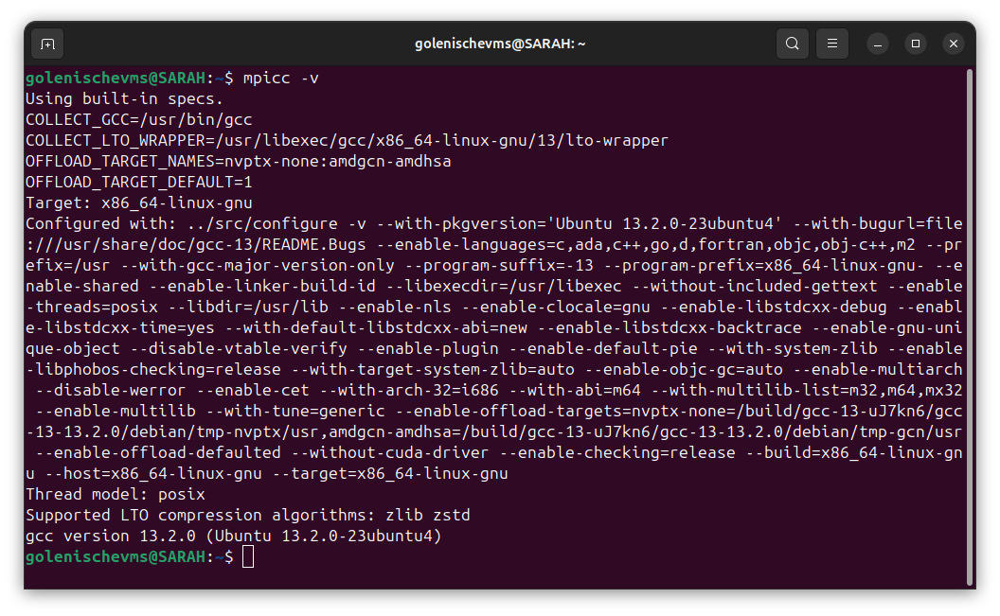 golenischevms@SARAH: ~
golenischevms@SARAH:~$ mpicc -v
Using built-in specs.
COLLECT_GCC=/usr/bin/gcc
COLLECT_LTO_WRAPPER=/usr/libexec/gcc/x86_64-linux-gnu/13/lto-wrapper
OFFLOAD_TARGET_NAMES=nvptx-none:amdgcn-amdhsa
OFFLOAD_TARGET_DEFAULT=1
Target: x86_64-linux-gnu
Configured with: ../src/configure -v --with-pkgversion='Ubuntu 13.2.0-23ubuntu4' --with-bugurl=file
:///usr/share/doc/gcc-13/README.Bugs --enable-languages=c,ada,c++,go,d,fortran,objc,obj-c++,m2 --pr
efix=/usr --with-gcc-major-version-only --program-suffix=-13 --program-prefix=x86_64-linux-gnu- --e
nable-shared --enable-linker-build-id --libexecdir=/usr/libexec --without-included-gettext --enable
-threads=posix --libdir=/usr/lib --enable-nls --enable-clocale=gnu --enable-libstdcxx-debug --enabl
e-libstdcxx-time=yes --with-default-libstdcxx-abi=new --enable-libstdcxx-backtrace --enable-gnu-uni
que-object --disable-vtable-verify --enable-plugin --enable-default-pie --with-system-zlib --enable
-libphobos-checking=release --with-target-system-zlib=auto --enable-objc-gc=auto --enable-multiarch
 --disable-werror --enable-cet --with-arch-32=i686 --with-abi=m64 --with-multilib-list=m32,m64,mx32
 --enable-multilib --with-tune=generic --enable-offload-targets=nvptx-none=/build/gcc-13-uJ7kn6/gcc
-13-13.2.0/debian/tmp-nvptx/usr,amdgcn-amdhsa=/build/gcc-13-uJ7kn6/gcc-13-13.2.0/debian/tmp-gcn/usr
 --enable-offload-defaulted --without-cuda-driver --enable-checking=release --build=x86_64-linux-gn
u --host=x86_64-linux-gnu --target=x86_64-linux-gnu
Thread model: posix
Supported LTO compression algorithms: zlib zstd
gcc version 13.2.0 (Ubuntu 13.2.0-23ubuntu4)
golenischevms@SARAH:~$